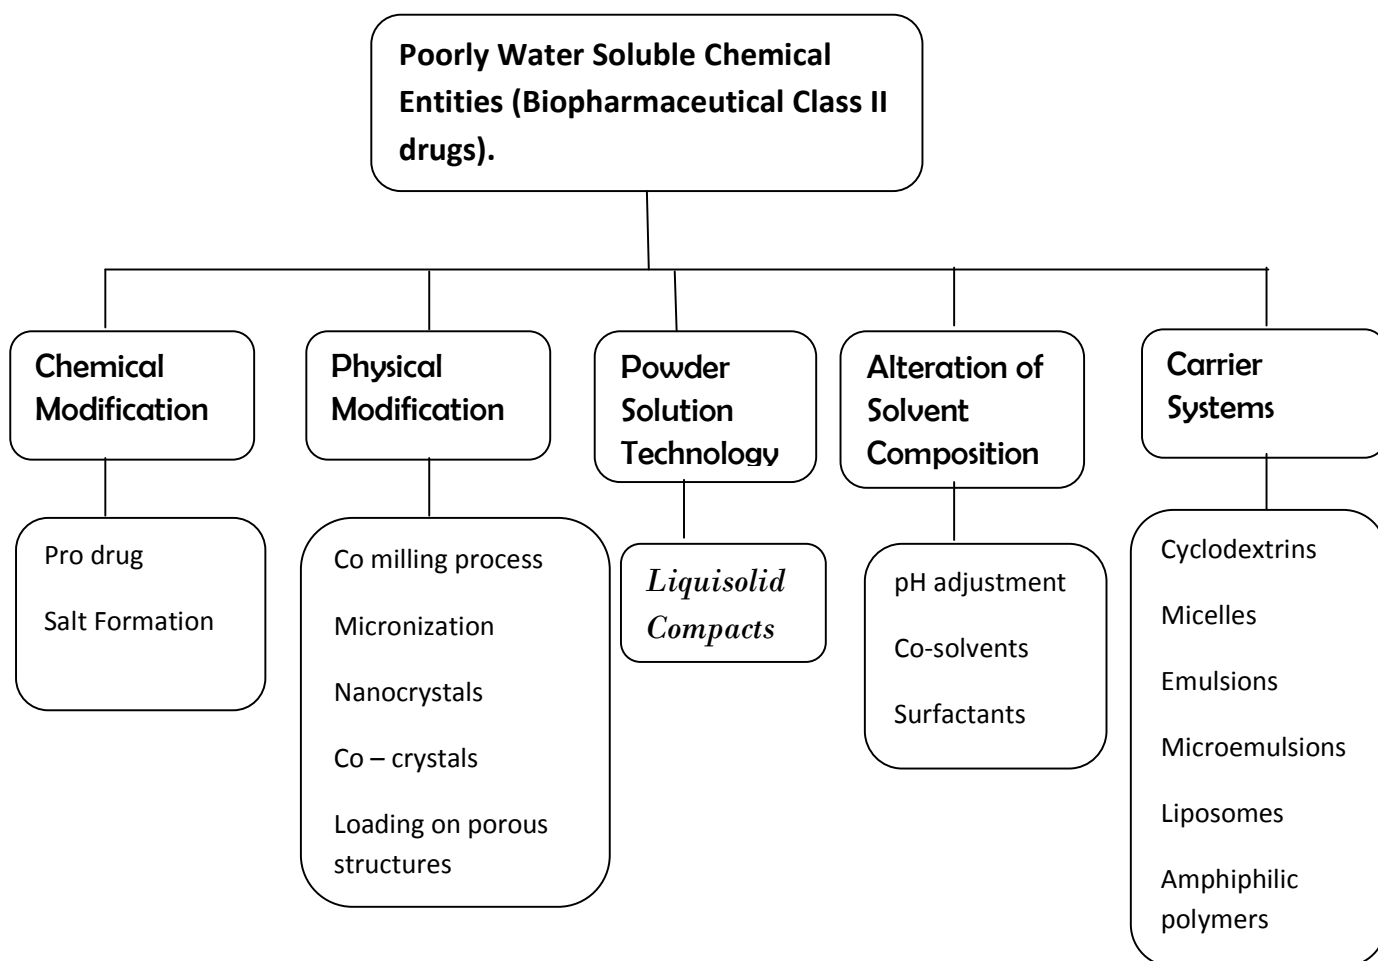 Poorly Water Soluble Chemical
Entities (Biopharmaceutical Class II
drugs).
Chemical
Modification
Physical
Modification
Powder
Solution
Technology
Alteration of
Solvent
Composition
Carrier
Systems
Pro drug
Salt Formation
Co milling process
Micronization
Nanocrystals
Co – crystals
Loading on porous
structures
Liquisolid
Compacts
pH adjustment
Co-solvents
Surfactants
Cyclodextrins
Micelles
Emulsions
Microemulsions
Liposomes
Amphiphilic
polymers